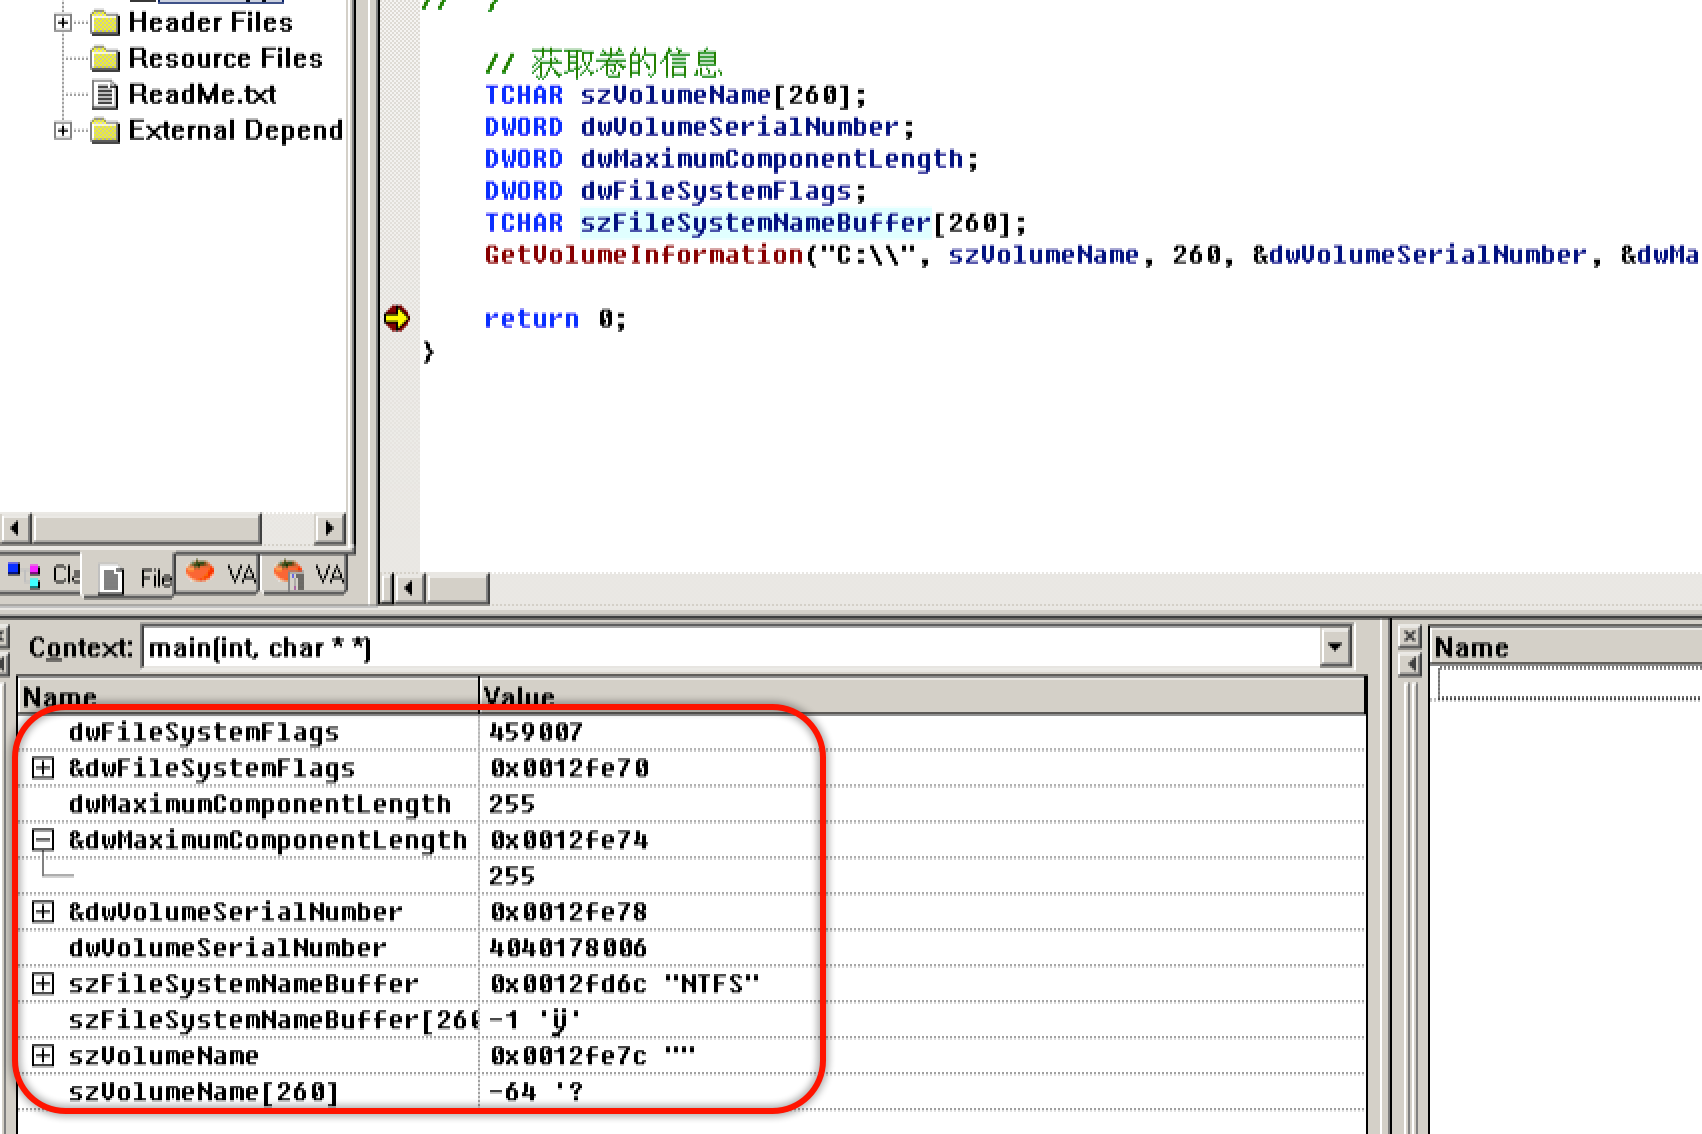 Header Files
Resource Files
ReadMe.txt
External Depend
// 获取卷的信息
TCHAR szVolumeName[260];
DWORD dwVolumeSerialNumber;
DWORD dwMaximumComponentLength;
DWORD dwFileSystemFlags;
TCHAR szFileSystemNameBuffer[260];
GetVolumeInformation("C:\\", szVolumeName, 260, &dwVolumeSerialNumber, &dwMa
return 0;
}
Cla File VA VA
Context: main(int, char * *)
Name Value
dwFileSystemFlags 459007
&dwFileSystemFlags 0x0012fe70
dwMaximumComponentLength 255
&dwMaximumComponentLength 0x0012fe74
255
&dwVolumeSerialNumber 0x0012fe78
dwVolumeSerialNumber 4040178006
szFileSystemNameBuffer 0x0012fd6c "NTFS"
szFileSystemNameBuffer[260 -1 'ÿ'
szVolumeName 0x0012fe7c ""
szVolumeName[260] -64 '?
Name